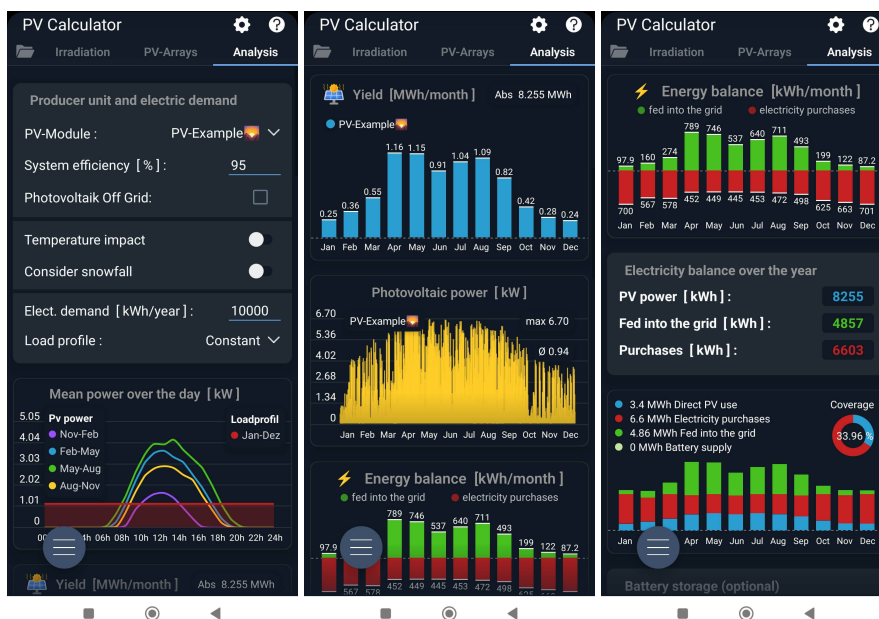 PV Calculator
Irradiation PV-Arrays Analysis
Producer unit and electric demand
PV-Module : PV-Example🌄
System efficiency [ % ] : 95
Photovoltaik Off Grid:
Temperature impact
Consider snowfall
Elect. demand [ kWh/year ] : 10000
Load profile : Constant
Mean power over the day [ kW ]
5.05 Pv power Loadprofil
Nov-Feb Jan-Dez
4.04 Feb-May
3.03 May-Aug
2.02 Aug-Nov
1.01
0
4h 06h 08h 10h 12h 14h 16h 18h 20h 22h 24h
Yield [MWh/month ] Abs 8.255 MWh
PV Calculator
Irradiation PV-Arrays Analysis
Yield [MWh/month ] Abs 8.255 MWh
PV-Example🌄
0.25 0.36 0.55 1.16 1.15 0.91 1.04 1.09 0.82 0.42 0.28 0.24
Jan Feb Mar Apr May Jun Jul Aug Sep Oct Nov Dec
Photovoltaic power [ kW ]
6.70 PV-Example🌄 max 6.70
5.36
4.02 Ø 0.94
2.68
1.34
0
Jan Feb Mar Apr May Jun Jul Aug Sep Oct Nov Dec
Energy balance [kWh/month ]
fed into the grid electricity purchases
97.9 789 746 537 640 711 493 199 122 87.2
567 578 452 449 445 453 472 498
PV Calculator
Irradiation PV-Arrays Analysis
Energy balance [kWh/month ]
fed into the grid electricity purchases
97.9 160 274 789 746 537 640 711 493 199 122 87.2
700 567 578 452 449 445 453 472 498 625 663 701
Jan Feb Mar Apr May Jun Jul Aug Sep Oct Nov Dec
Electricity balance over the year
PV power [ kWh ] : 8255
Fed into the grid [ kWh ] : 4857
Purchases [ kWh ] : 6603
3.4 MWh Direct PV use Coverage
6.6 MWh Electricity purchases
4.86 MWh Fed into the grid 33.96 %
0 MWh Battery supply
Jan Apr May Jun Jul Aug Sep Oct Nov Dec
Battery storage (optional)